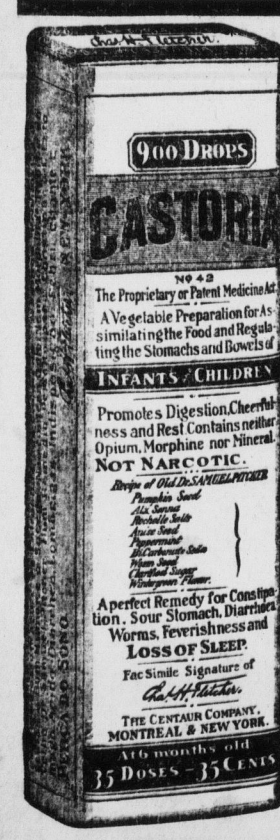 Chas. H. Fletcher.
900 DROPS
CASTORIA
Nº 42
The Proprietary or Patent Medicine Act.
A Vegetable Preparation for As-
similating the Food and Regula-
ting the Stomachs and Bowels of
INFANTS / CHILDREN
Promotes Digestion, Cheerful-
ness and Rest Contains neither
Opium, Morphine nor Mineral.
NOT NARCOTIC.
Recipe of Old Dr. SAMUEL PITCHER
Pumpkin Seed
Alx. Senna
Rochelle Salts
Anise Seed
Peppermint
Bi Carbonate Soda
Worm Seed
Clarified Sugar
Wintergreen Flavor.
A perfect Remedy for Constipa-
tion, Sour Stomach, Diarrhoea
Worms, Feverishness and
LOSS OF SLEEP.
Fac Simile Signature of
Chas. H. Fletcher.
THE CENTAUR COMPANY.
MONTREAL & NEW YORK.
At 6 months old
35 DOSES - 35 CENTS
NEW YORK